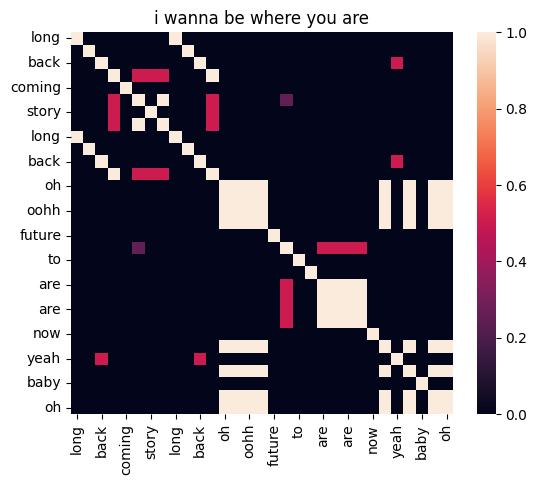 i wanna be where you are
long
back
coming
story
long
back
oh
oohh
future
to
are
are
now
yeah
baby
oh
1.0
0.8
0.6
0.4
0.2
0.0
long
back
coming
story
long
back
oh
oohh
future
to
are
are
now
yeah
baby
oh